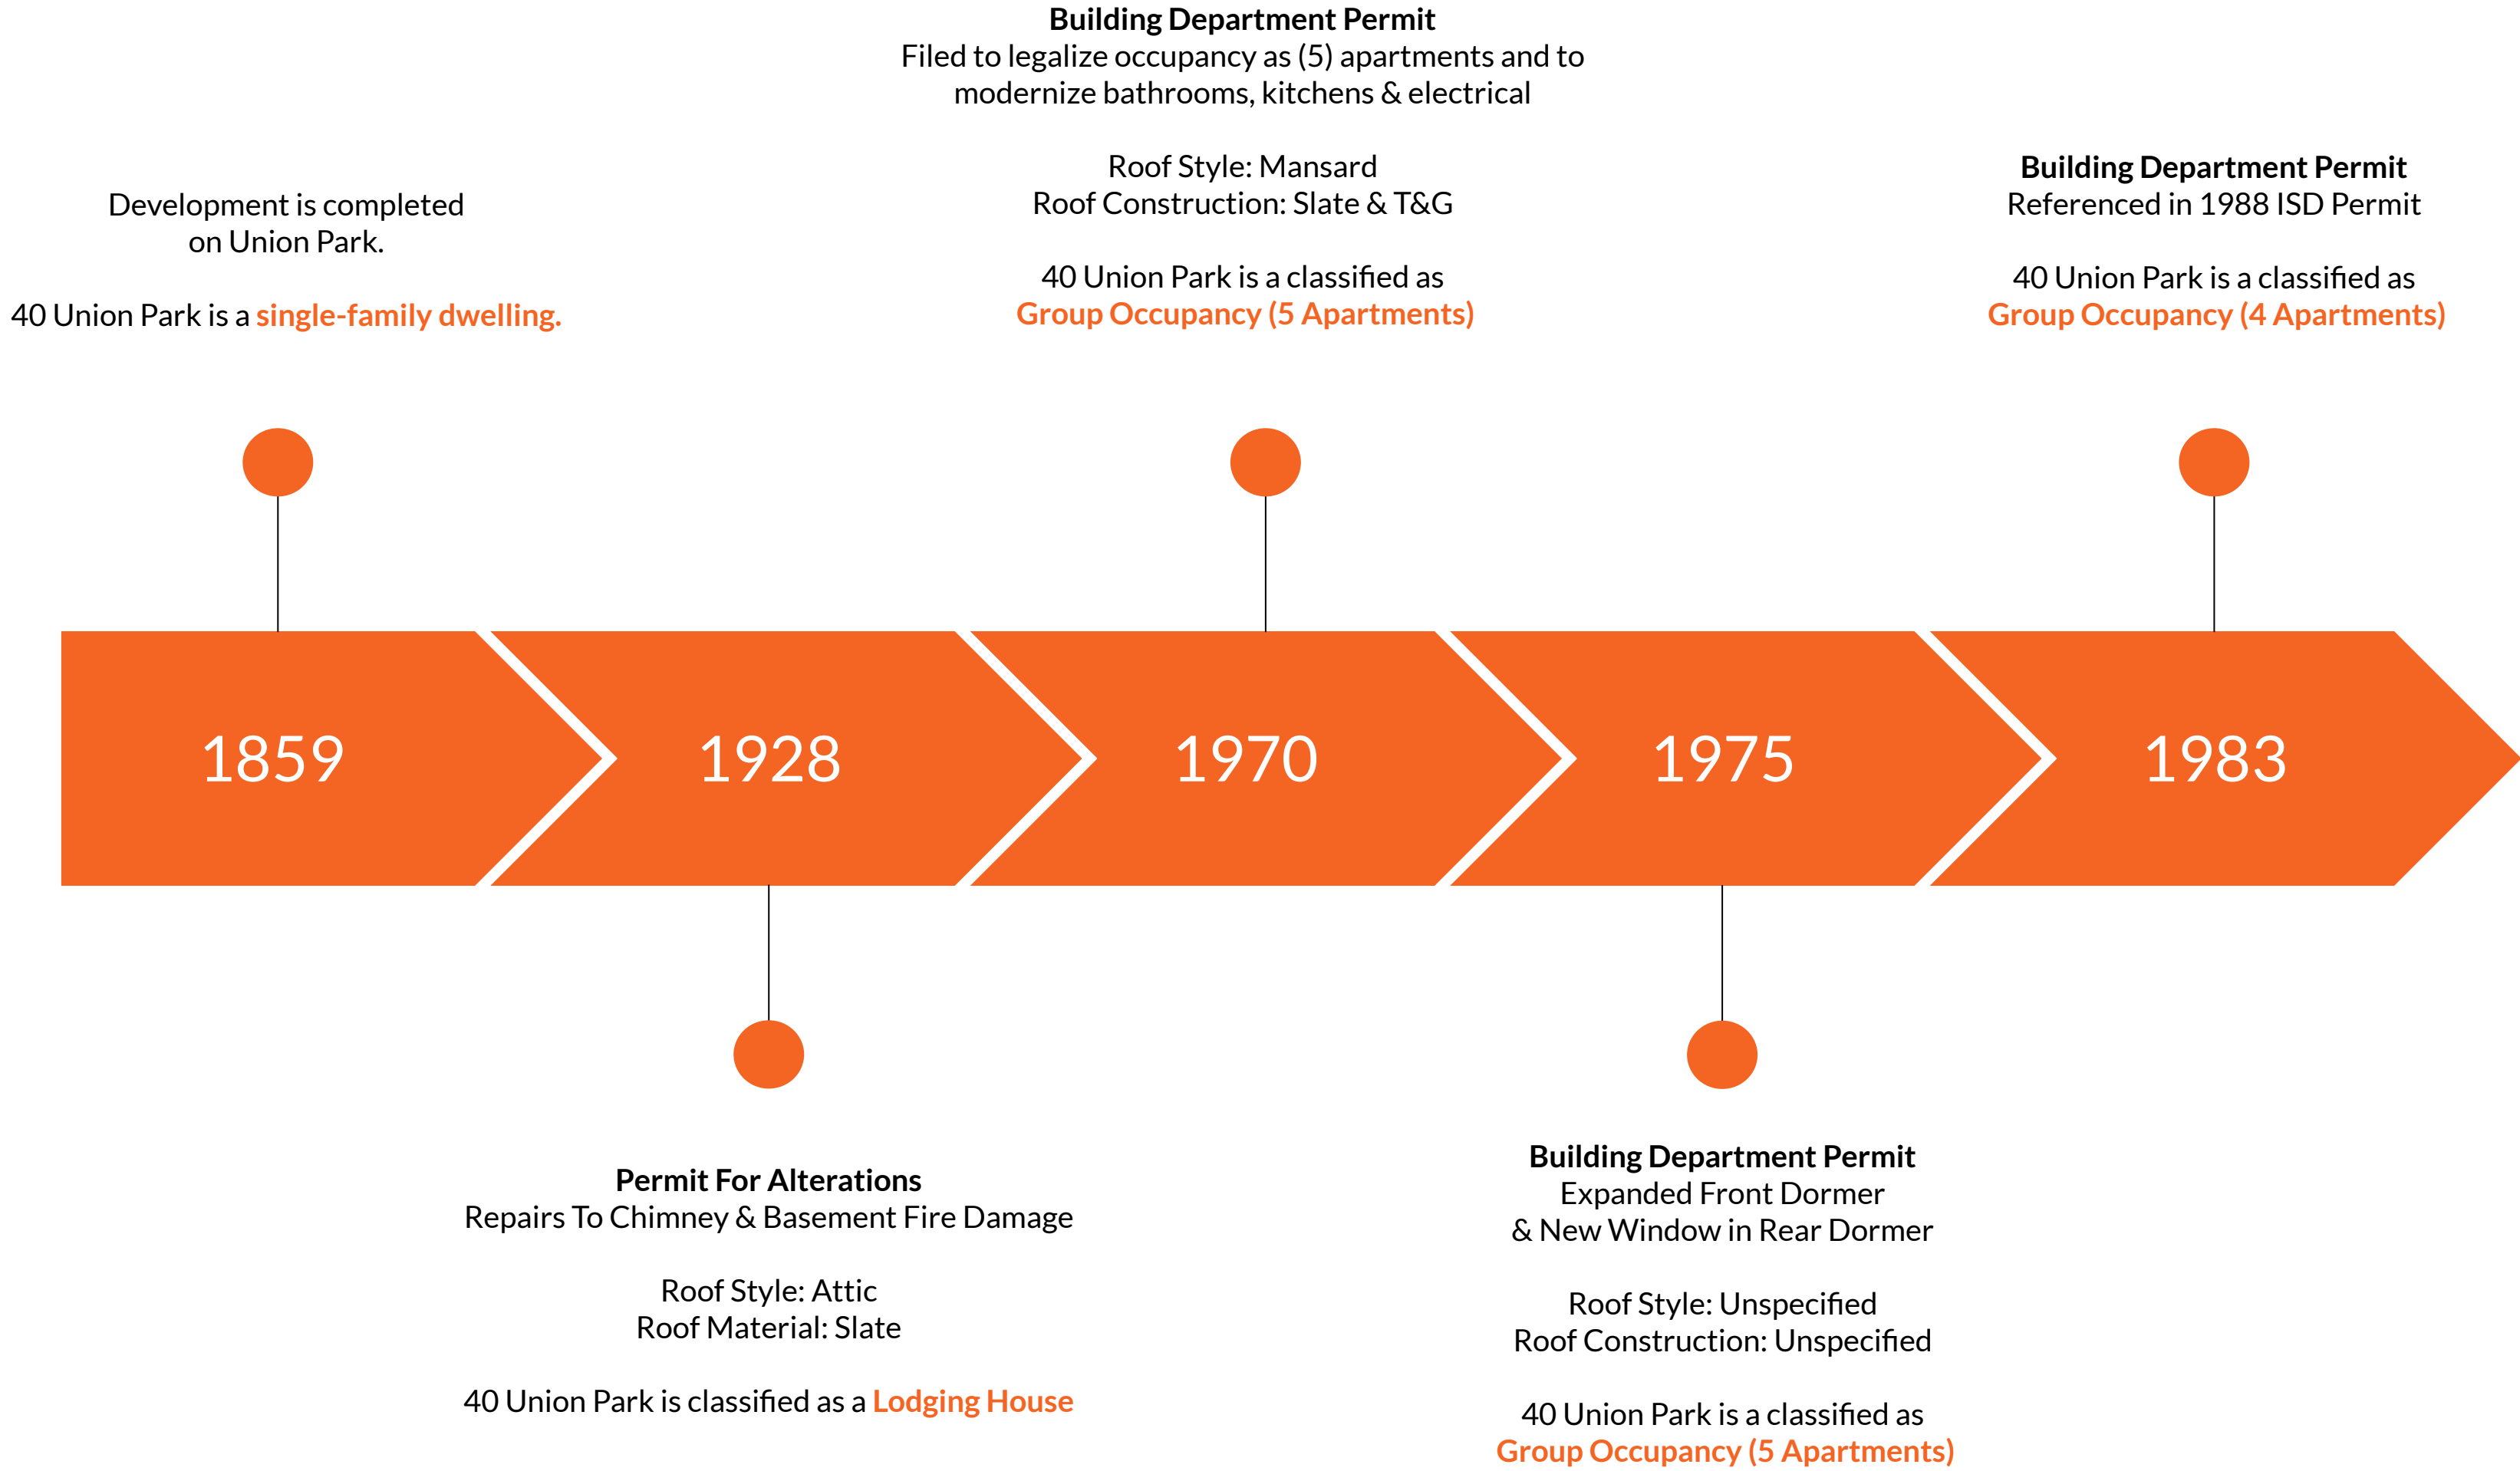 Development is completed
on Union Park.
40 Union Park is a single-family dwelling.
Building Department Permit
Filed to legalize occupancy as (5) apartments and to
modernize bathrooms, kitchens & electrical
Roof Style: Mansard
Roof Construction: Slate & T&G
40 Union Park is a classified as
Group Occupancy (5 Apartments)
Building Department Permit
Referenced in 1988 ISD Permit
40 Union Park is a classified as
Group Occupancy (4 Apartments)
1859
1928
1970
1975
1983
Permit For Alterations
Repairs To Chimney & Basement Fire Damage
Roof Style: Attic
Roof Material: Slate
40 Union Park is classified as a Lodging House
Building Department Permit
Expanded Front Dormer
& New Window in Rear Dormer
Roof Style: Unspecified
Roof Construction: Unspecified
40 Union Park is a classified as
Group Occupancy (5 Apartments)